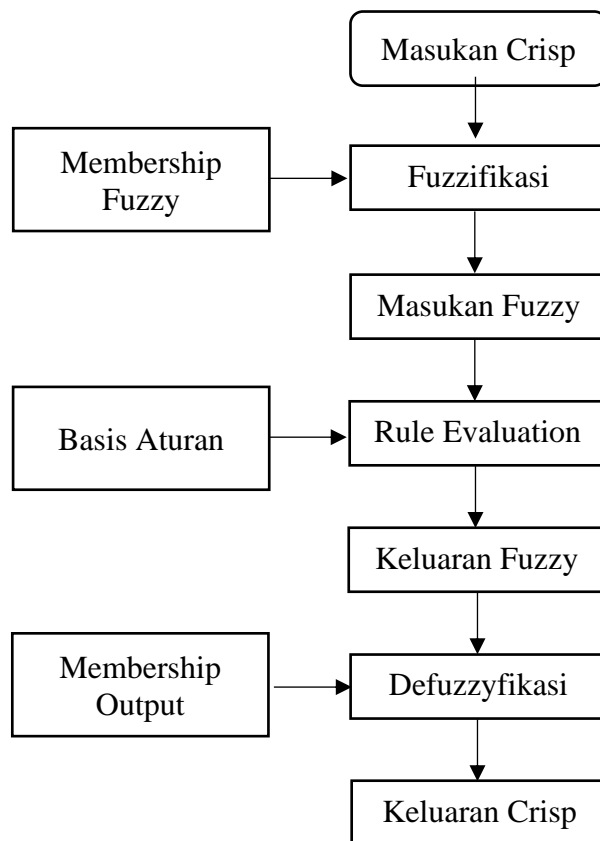 Masukan Crisp
Membership
Fuzzy
Fuzzifikasi
Masukan Fuzzy
Basis Aturan
Rule Evaluation
Keluaran Fuzzy
Membership
Output
Defuzzyfikasi
Keluaran Crisp